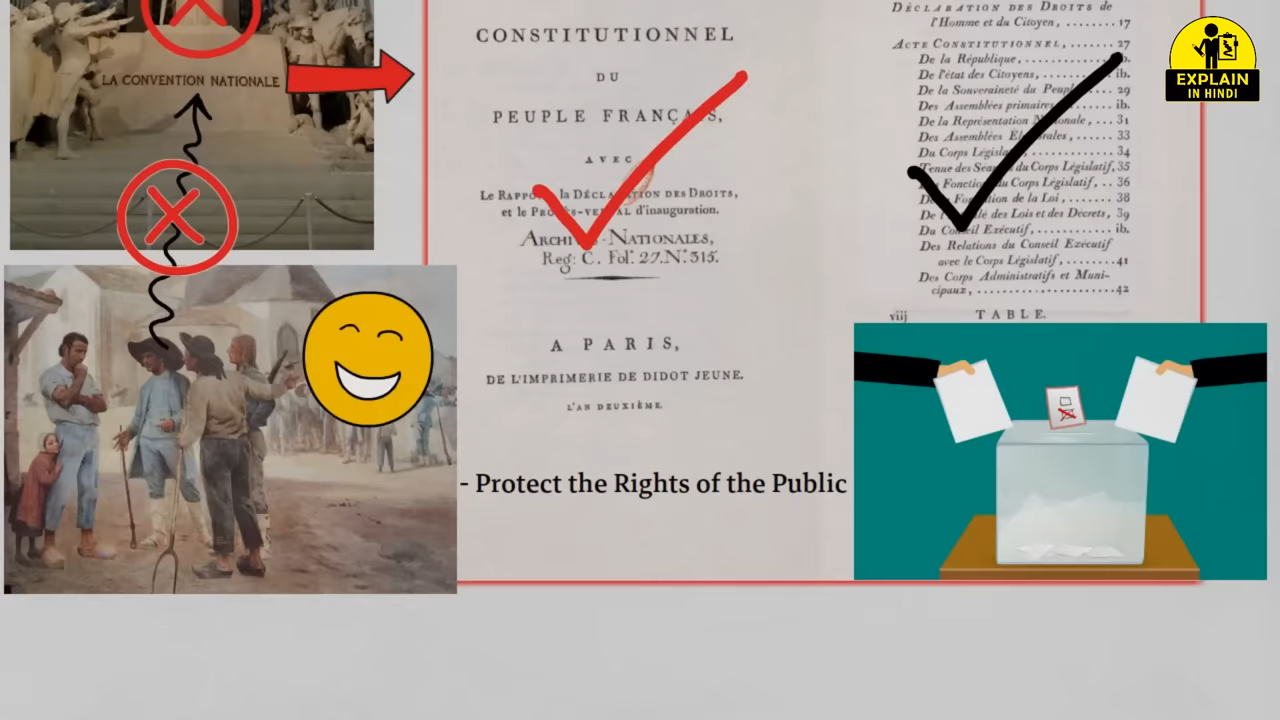 LA CONVENTION NATIONALE
CONSTITUTIONNEL
DU
PEUPLE FRANÇAIS,
AVEC
Le Rapport la Déclaration des Droits,
et le Procès-verbal d'inauguration.
Archives-Nationales,
Reg: C. Fol. 27. N° 315.
A PARIS,
DE L'IMPRIMERIE DE DIDOT JEUNE.
L'AN DEUXIÈME.
- Protect the Rights of the Public
Déclaration des Droits de
l'Homme et du Citoyen, ........ 17
Acte Constitutionnel, ....... 27
De la République, ib.
De l'état des Citoyens, ib.
De la Souveraineté du Peuple .... 29
Des Assemblées primaires ib.
De la Représentation Nationale, ... 31
Des Assemblées Électorales, ...... 33
Du Corps Législatif 34
Tenue des Séances du Corps Législatif, 35
Des Fonctions du Corps Législatif, .. 36
De la Formation de la Loi, ...... 38
De des Lois et des Décrets, 39
Du Conseil Exécutif, ib.
Des Relations du Conseil Exécutif
avec le Corps Législatif, ...... 41
Des Corps Administratifs et Muni-
cipaux, ..................... 42
viij TABLE.
EXPLAIN
IN HINDI